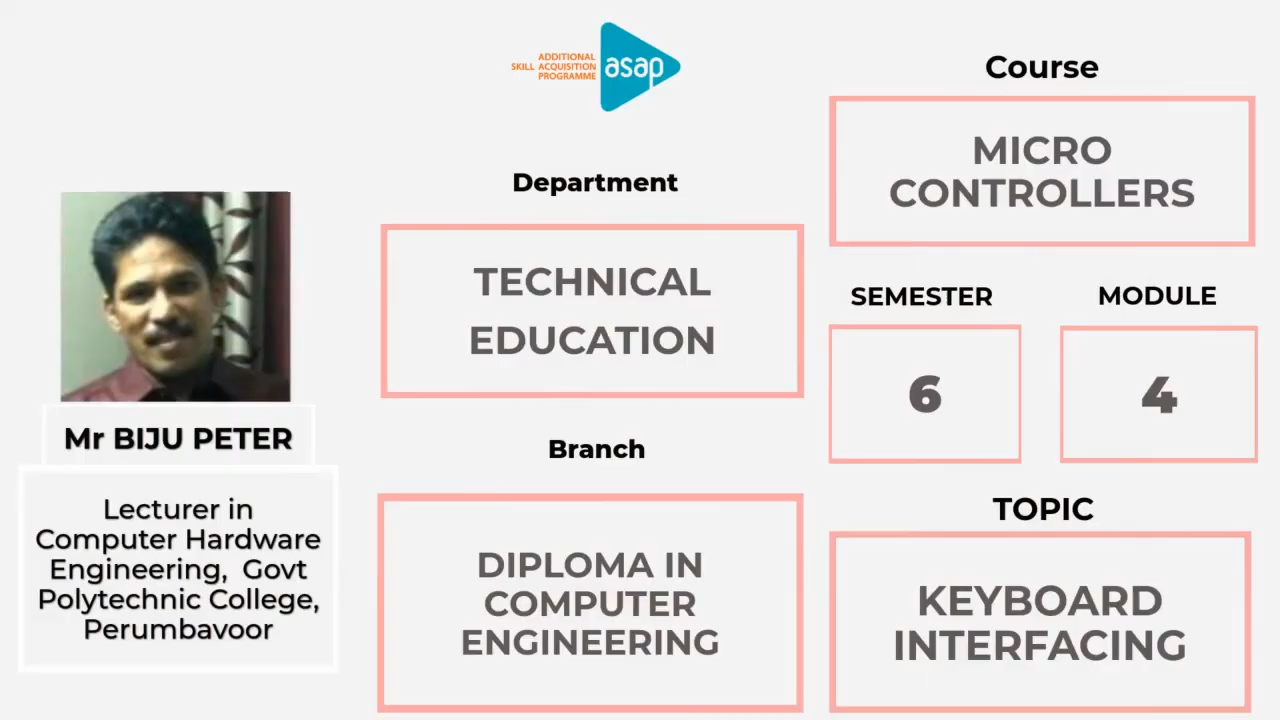 ADDITIONAL
SKILL ACQUISITION
PROGRAMME
asap
Mr BIJU PETER
Lecturer in
Computer Hardware
Engineering, Govt
Polytechnic College,
Perumbavoor
Department
TECHNICAL
EDUCATION
Branch
DIPLOMA IN
COMPUTER
ENGINEERING
Course
MICRO
CONTROLLERS
SEMESTER
6
MODULE
4
TOPIC
KEYBOARD
INTERFACING